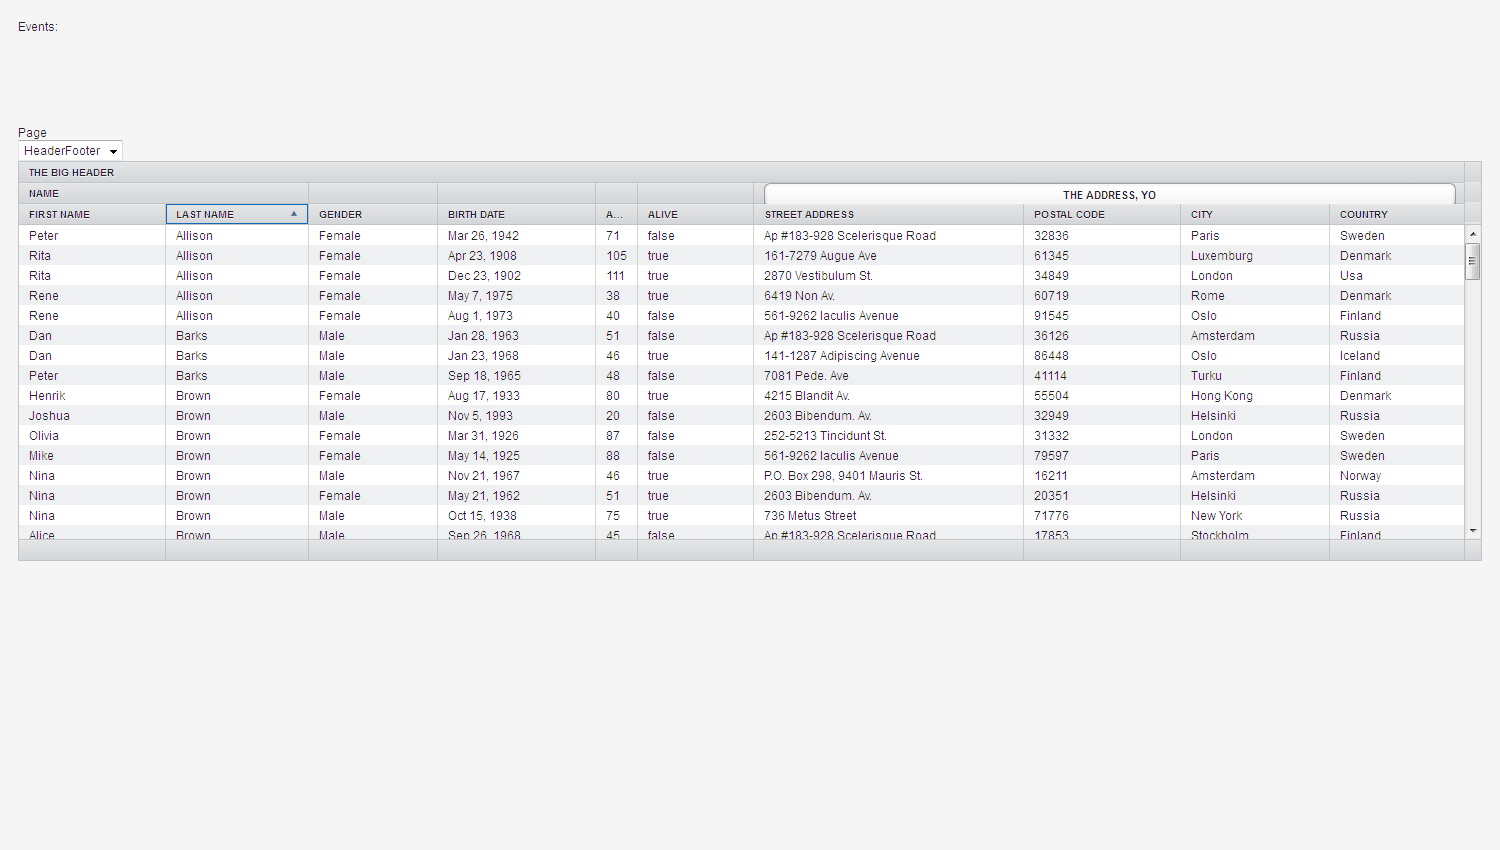 Events:
Page
HeaderFooter
THE BIG HEADER
NAME THE ADDRESS, YO
FIRST NAME LAST NAME GENDER BIRTH DATE A... ALIVE STREET ADDRESS POSTAL CODE CITY COUNTRY
Peter Allison Female Mar 26, 1942 71 false Ap #183-928 Scelerisque Road 32836 Paris Sweden
Rita Allison Female Apr 23, 1908 105 true 161-7279 Augue Ave 61345 Luxemburg Denmark
Rita Allison Female Dec 23, 1902 111 true 2870 Vestibulum St. 34849 London Usa
Rene Allison Female May 7, 1975 38 true 6419 Non Av. 60719 Rome Denmark
Rene Allison Female Aug 1, 1973 40 false 561-9262 Iaculis Avenue 91545 Oslo Finland
Dan Barks Male Jan 28, 1963 51 false Ap #183-928 Scelerisque Road 36126 Amsterdam Russia
Dan Barks Male Jan 23, 1968 46 true 141-1287 Adipiscing Avenue 86448 Oslo Iceland
Peter Barks Male Sep 18, 1965 48 false 7081 Pede. Ave 41114 Turku Finland
Henrik Brown Female Aug 17, 1933 80 true 4215 Blandit Av. 55504 Hong Kong Denmark
Joshua Brown Male Nov 5, 1993 20 false 2603 Bibendum. Av. 32949 Helsinki Russia
Olivia Brown Female Mar 31, 1926 87 false 252-5213 Tincidunt St. 31332 London Sweden
Mike Brown Female May 14, 1925 88 false 561-9262 Iaculis Avenue 79597 Paris Sweden
Nina Brown Male Nov 21, 1967 46 true P.O. Box 298, 9401 Mauris St. 16211 Amsterdam Norway
Nina Brown Female May 21, 1962 51 true 2603 Bibendum. Av. 20351 Helsinki Russia
Nina Brown Male Oct 15, 1938 75 true 736 Metus Street 71776 New York Russia
Alice Brown Male Sep 26, 1968 45 false Ap #183-928 Scelerisque Road 17853 Stockholm Finland